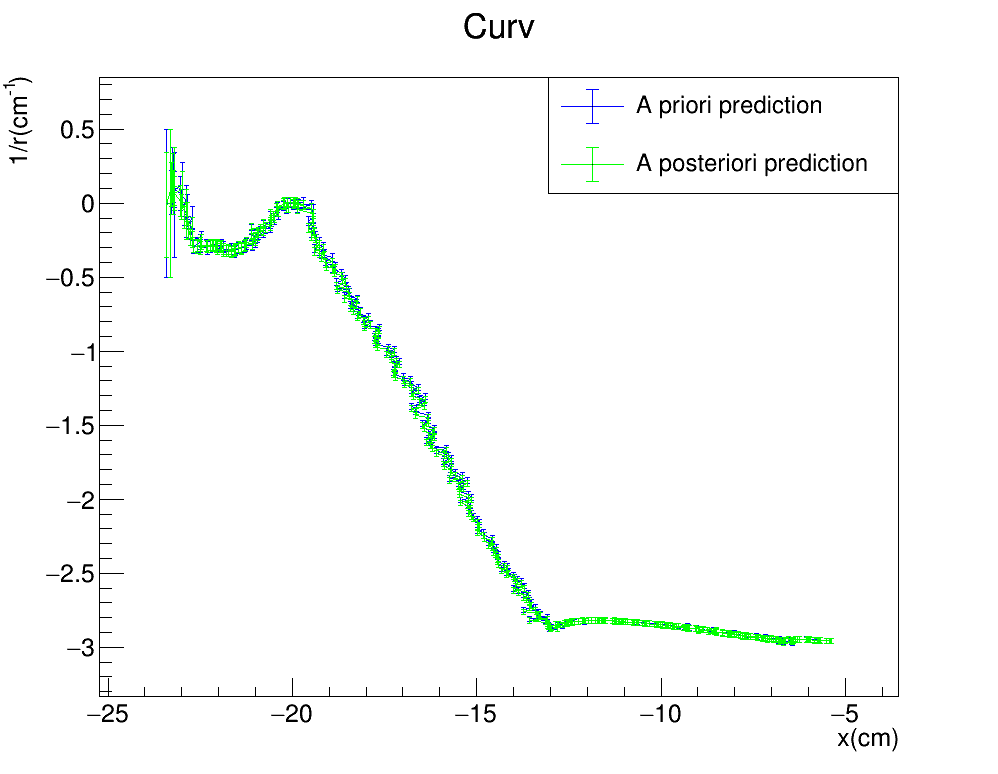 Curv
1/r(cm⁻¹)
A priori prediction
A posteriori prediction
0.5
0
−0.5
−1
−1.5
−2
−2.5
−3
−25 −20 −15 −10 −5
x(cm)